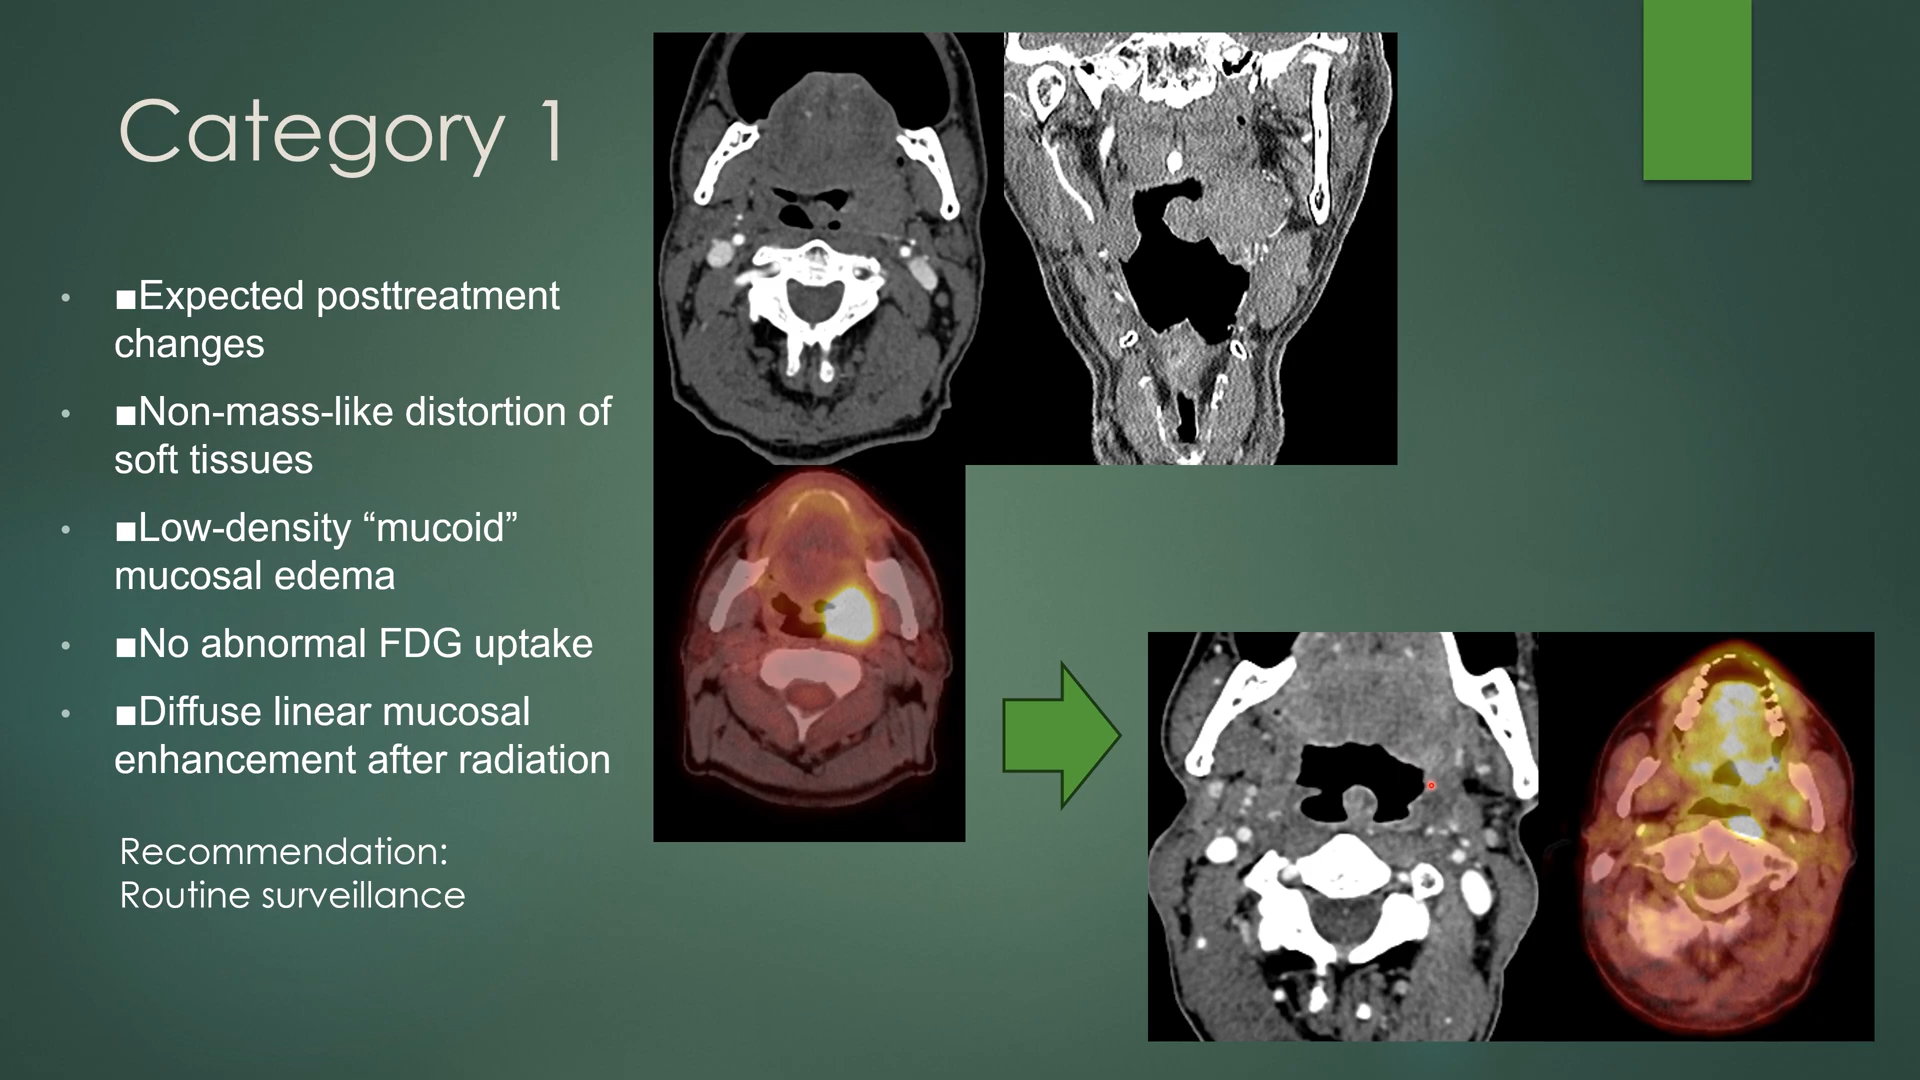 Category 1
• ■Expected posttreatment
changes
• ■Non-mass-like distortion of
soft tissues
• ■Low-density “mucoid”
mucosal edema
• ■No abnormal FDG uptake
• ■Diffuse linear mucosal
enhancement after radiation
Recommendation:
Routine surveillance